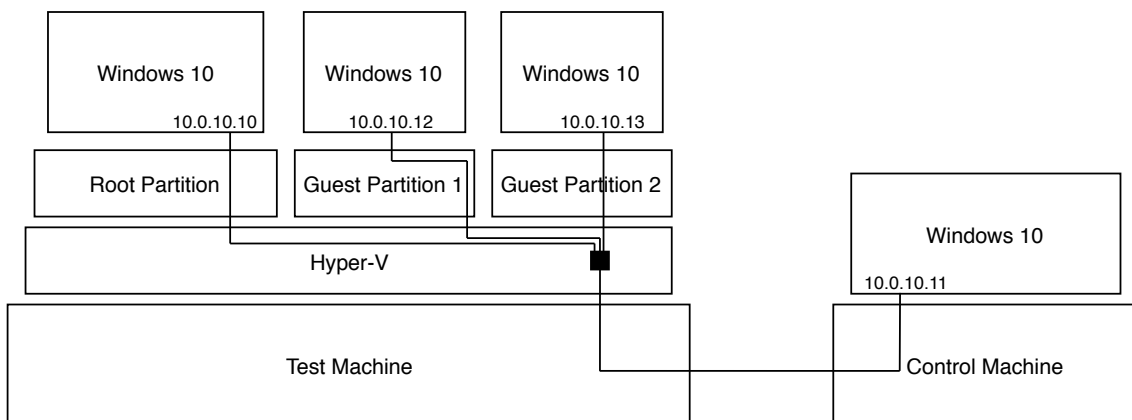 Windows 10
Windows 10
Windows 10
10.0.10.10
10.0.10.12
10.0.10.13
Root Partition
Guest Partition 1
Guest Partition 2
Windows 10
Hyper-V
10.0.10.11
Test Machine
Control Machine